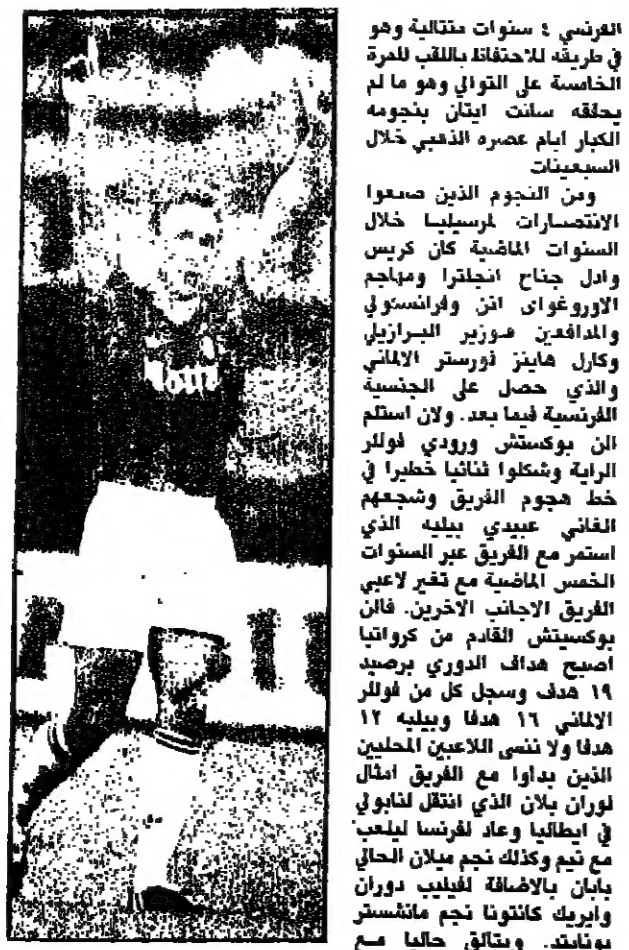 الفرنسي ٤ سنوات متتالية وهو
في طريقه للاحتفاظ باللقب للمرة
الخامسة على التوالي وهو ما لم
يحققه سانت ايتان بنجومه
الكبار ايام عصره الذهبي خلال
السبعينات
ومن النجوم الذين صنعوا
الانتصارات لمرسيليا خلال
السنوات الماضية كان كريس
وادل جناح انجلترا ومهاجم
الاوروغواى انزو فرانسكولي
والمدافعين موزير البرازيلي
وكارل هاينز فورستر الالماني
والذي حصل على الجنسية
الفرنسية فيما بعد. ولان استلم
الن بوكستش ورودي فوللر
الراية وشكلوا ثنائيا خطيرا في
خط هجوم الفريق وشجعهم
الغاني عبيدي بيليه الذي
استمر مع الفريق عبر السنوات
الخمس الماضية مع تغير لاعبي
الفريق الاجانب الاخرين. فالن
بوكسيتش القادم من كرواتيا
اصبح هداف الدوري برصيد
١٩ هدف وسجل كل من فوللر
الالماني ١٦ هدفا وبيليه ١٢
هدفا ولا ننسى اللاعبين المحليين
الذين بدأوا مع الفريق امثال
لوران بلان الذي انتقل لنابولي
في ايطاليا وعاد لفرنسا ليلعب
مع نيم وكذلك نجم ميلان الحالي
بابان بالاضافة لفيليب دوران
وايريك كانتونا نجم مانشستر
يونايتد. ويتالق حاليا مع